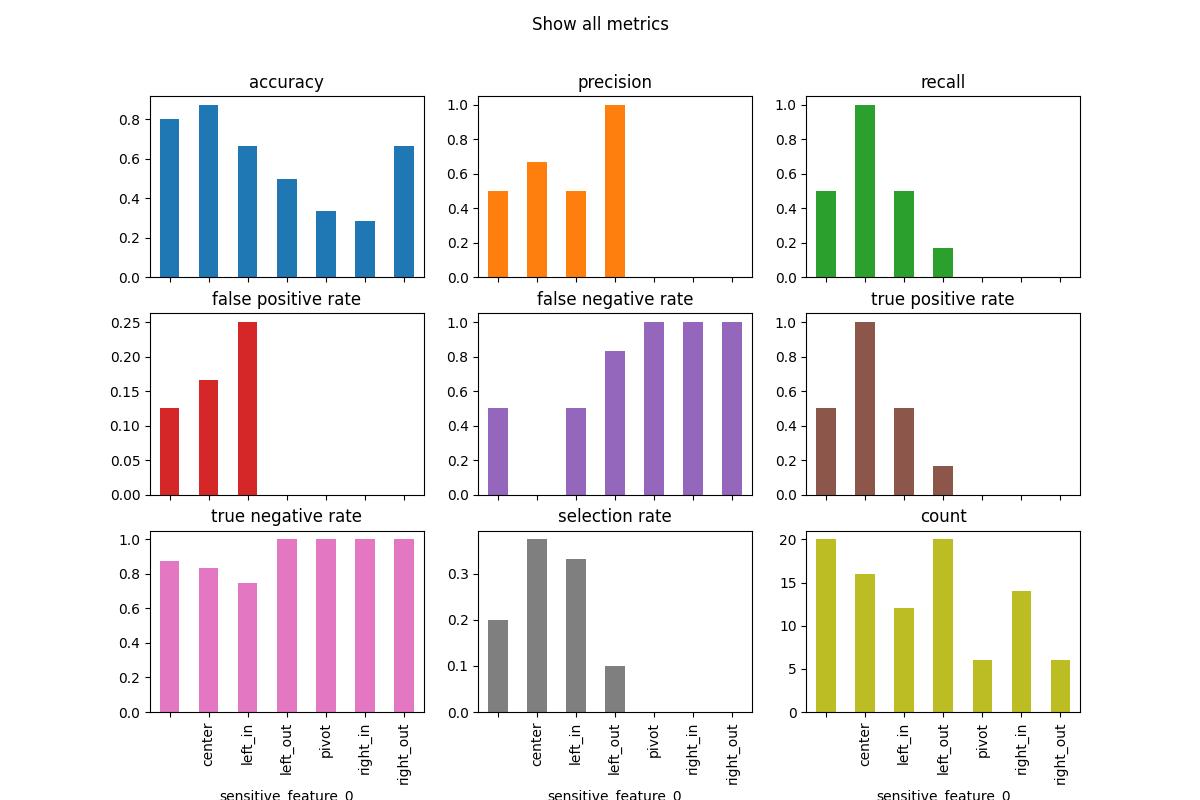 Show all metrics
accuracy
0.8
0.6
0.4
0.2
0.0
precision
1.0
0.8
0.6
0.4
0.2
0.0
recall
1.0
0.8
0.6
0.4
0.2
0.0
false positive rate
0.25
0.20
0.15
0.10
0.05
0.00
false negative rate
1.0
0.8
0.6
0.4
0.2
0.0
true positive rate
1.0
0.8
0.6
0.4
0.2
0.0
true negative rate
1.0
0.8
0.6
0.4
0.2
0.0
center
left_in
left_out
pivot
right_in
right_out
sensitive_feature_0
selection rate
0.3
0.2
0.1
0.0
center
left_in
left_out
pivot
right_in
right_out
sensitive_feature_0
count
20
15
10
5
0
center
left_in
left_out
pivot
right_in
right_out
sensitive_feature_0